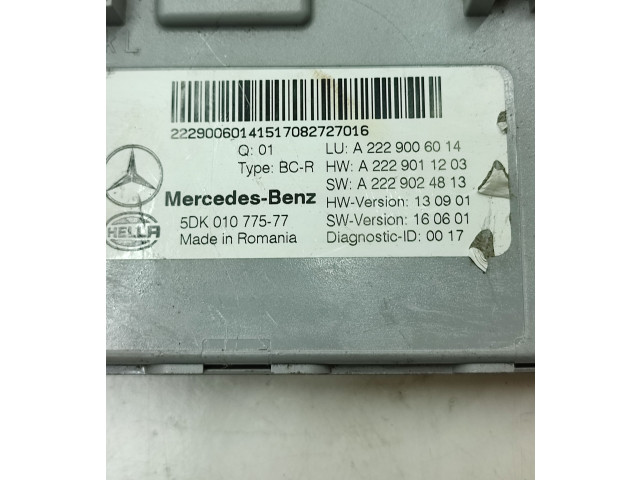 22290060141517082727016
Q: 01 LU: A 222 900 60 14
Type: BC-R HW: A 222 901 12 03
SW: A 222 902 48 13
Mercedes-Benz HW-Version: 13 09 01
5DK 010 775-77 SW-Version: 16 06 01
HELLA
Made in Romania Diagnostic-ID: 00 17